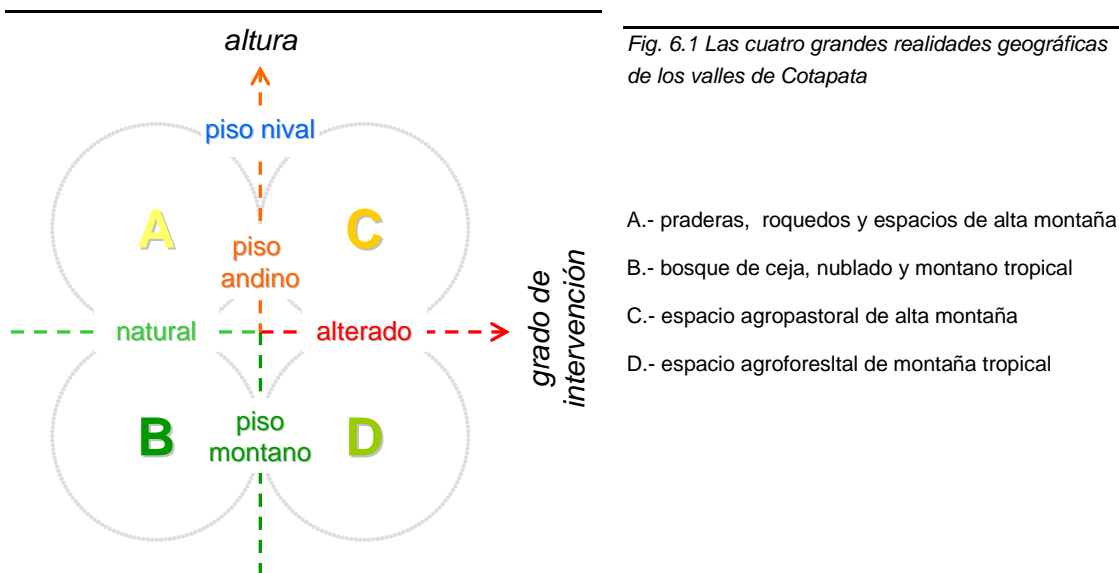 altura
piso nival
A
C
piso
andino
natural
alterado
grado de
intervención
B
piso
montano
D
Fig. 6.1 Las cuatro grandes realidades geográficas
de los valles de Cotapata
A.- praderas, roquedos y espacios de alta montaña
B.- bosque de ceja, nublado y montano tropical
C.- espacio agropastoral de alta montaña
D.- espacio agroforesltal de montaña tropical